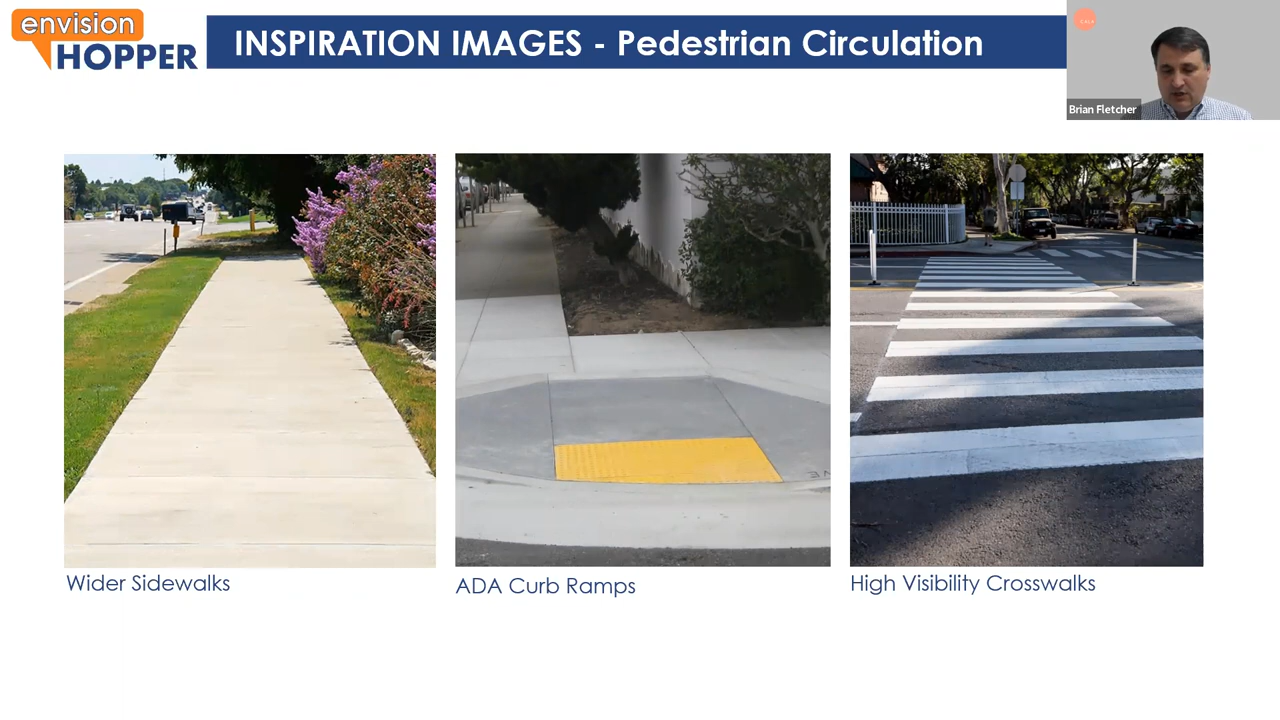 envision
HOPPER
INSPIRATION IMAGES - Pedestrian Circulation
Brian Fletcher
Wider Sidewalks
ADA Curb Ramps
High Visibility Crosswalks